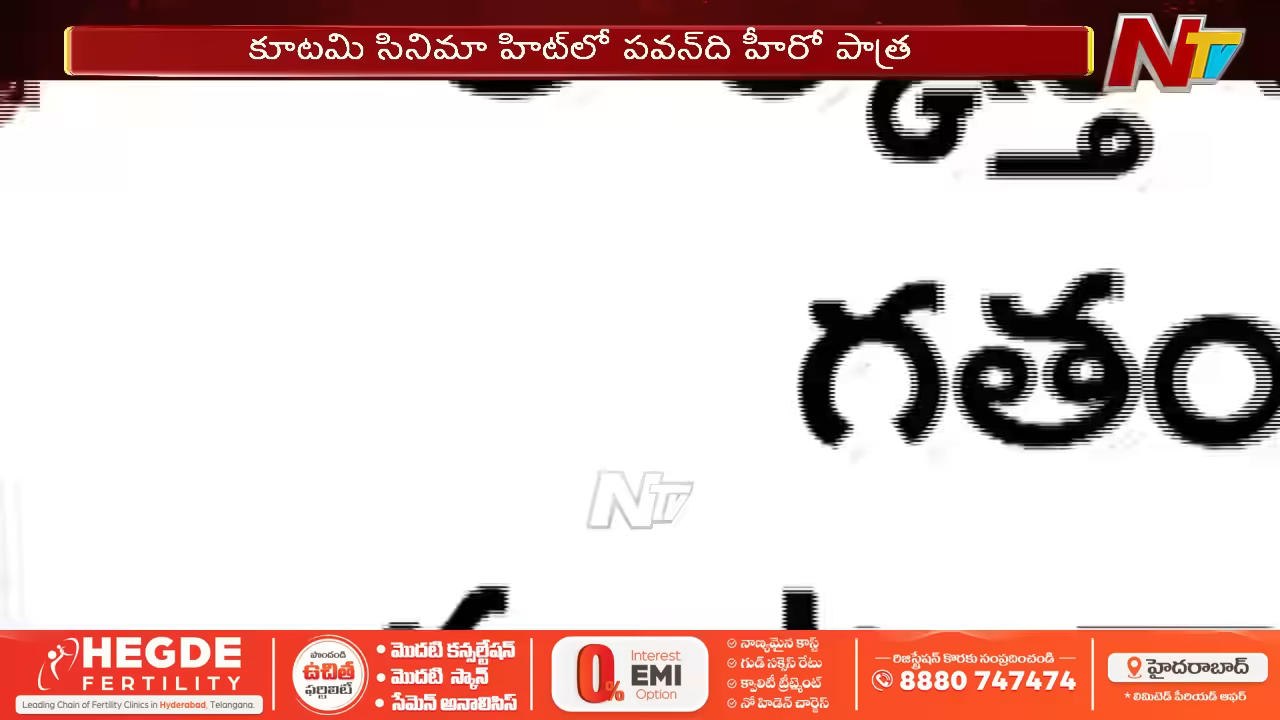 కూటమి సినిమా హిట్‌లో పవన్‌ది హీరో పాత్ర
NTV
గతం
NTV
HEGDE
FERTILITY
Leading Chain of Fertility Clinics in Hyderabad, Telangana.
పొందండి
ఉచిత
ఫర్టిలిటీ
• మొదటి కన్సల్టేషన్
• మొదటి స్కాన్
• సేమెన్ అనాలిసిస్
0%
Interest
EMI
Option
నాణ్యమైన కాస్ట్
గుడ్ సక్సెస్ రేటు
క్వాలిటీ ట్రీట్మెంట్
నో హిడెన్ చార్జెస్
రిజిస్ట్రేషన్ కొరకు సంప్రదించండి
8880 747474
హైదరాబాద్
* లిమిటెడ్ పీరియడ్ ఆఫర్